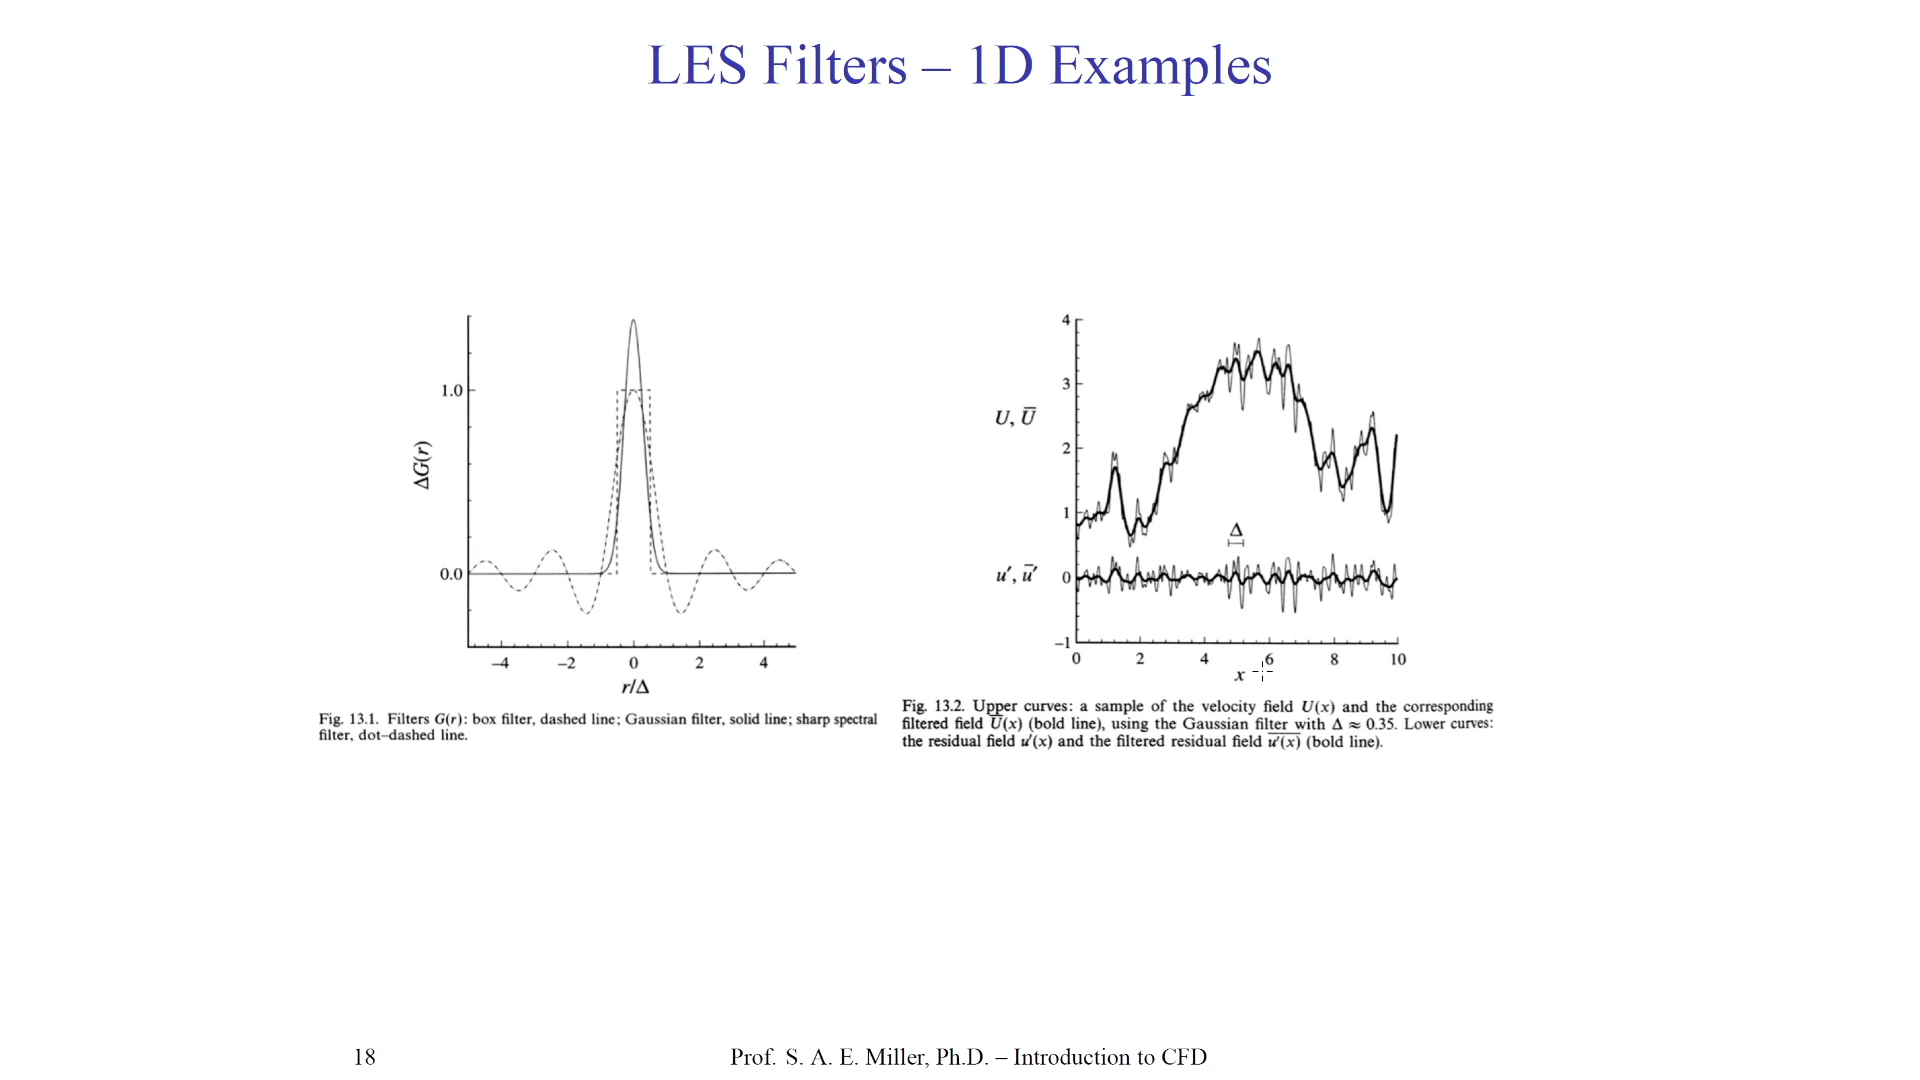 LES Filters – 1D Examples
1.0
0.0
ΔG(r)
–4 –2 0 2 4
r/Δ
Fig. 13.1. Filters G(r): box filter, dashed line; Gaussian filter, solid line; sharp spectral
filter, dot–dashed line.
4
3
U, U̅
2
1
Δ
u′, u̅′
0
–1
0 2 4 6 8 10
x
Fig. 13.2. Upper curves: a sample of the velocity field U(x) and the corresponding
filtered field U̅(x) (bold line), using the Gaussian filter with Δ ≈ 0.35. Lower curves:
the residual field u′(x) and the filtered residual field u̅′̅(̅x̅)̅ (bold line).
18
Prof. S. A. E. Miller, Ph.D. – Introduction to CFD